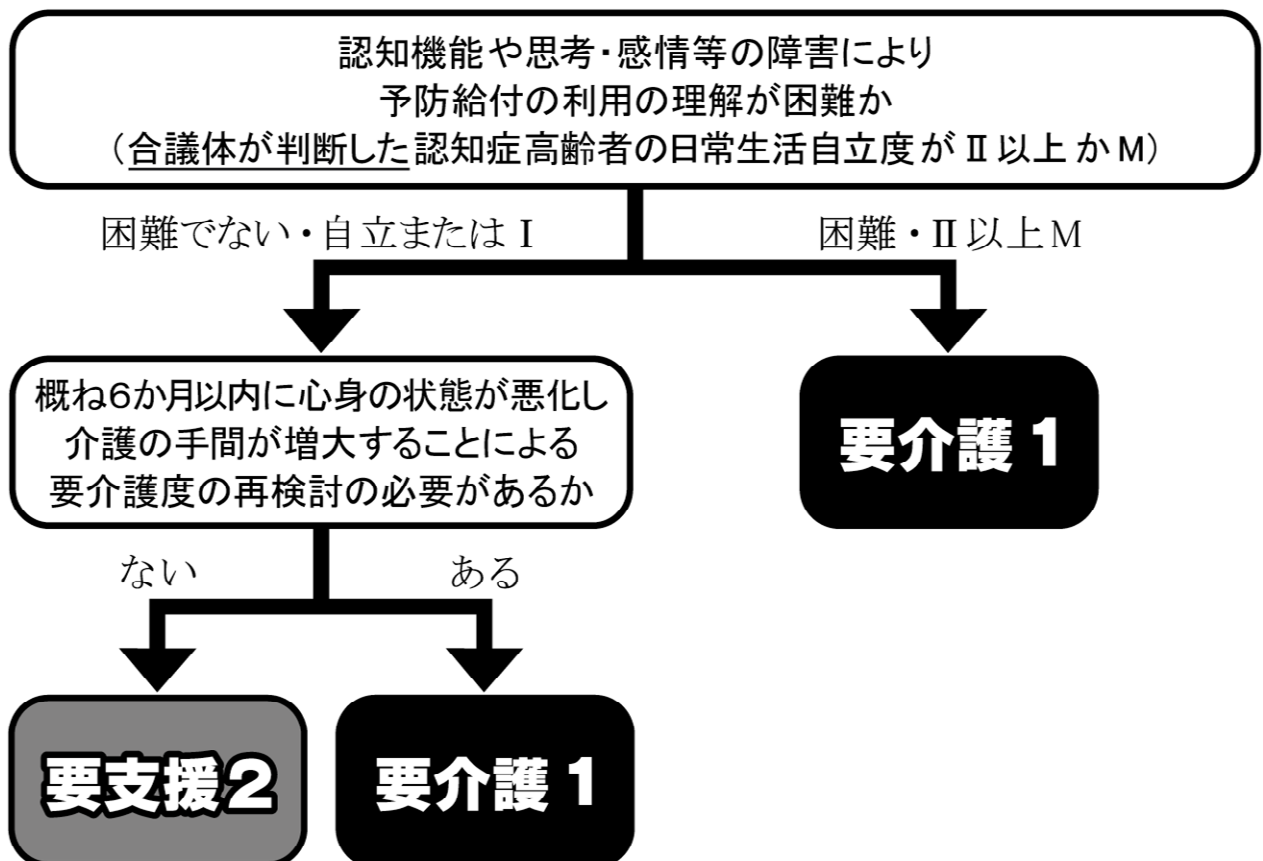 認知機能や思考・感情等の障害により
予防給付の利用の理解が困難か
（合議体が判断した認知症高齢者の日常生活自立度がⅡ以上かM）
困難でない・自立またはⅠ
困難・Ⅱ以上M
概ね6か月以内に心身の状態が悪化し
介護の手間が増大することによる
要介護度の再検討の必要があるか
要介護1
ない
ある
要支援2
要介護1